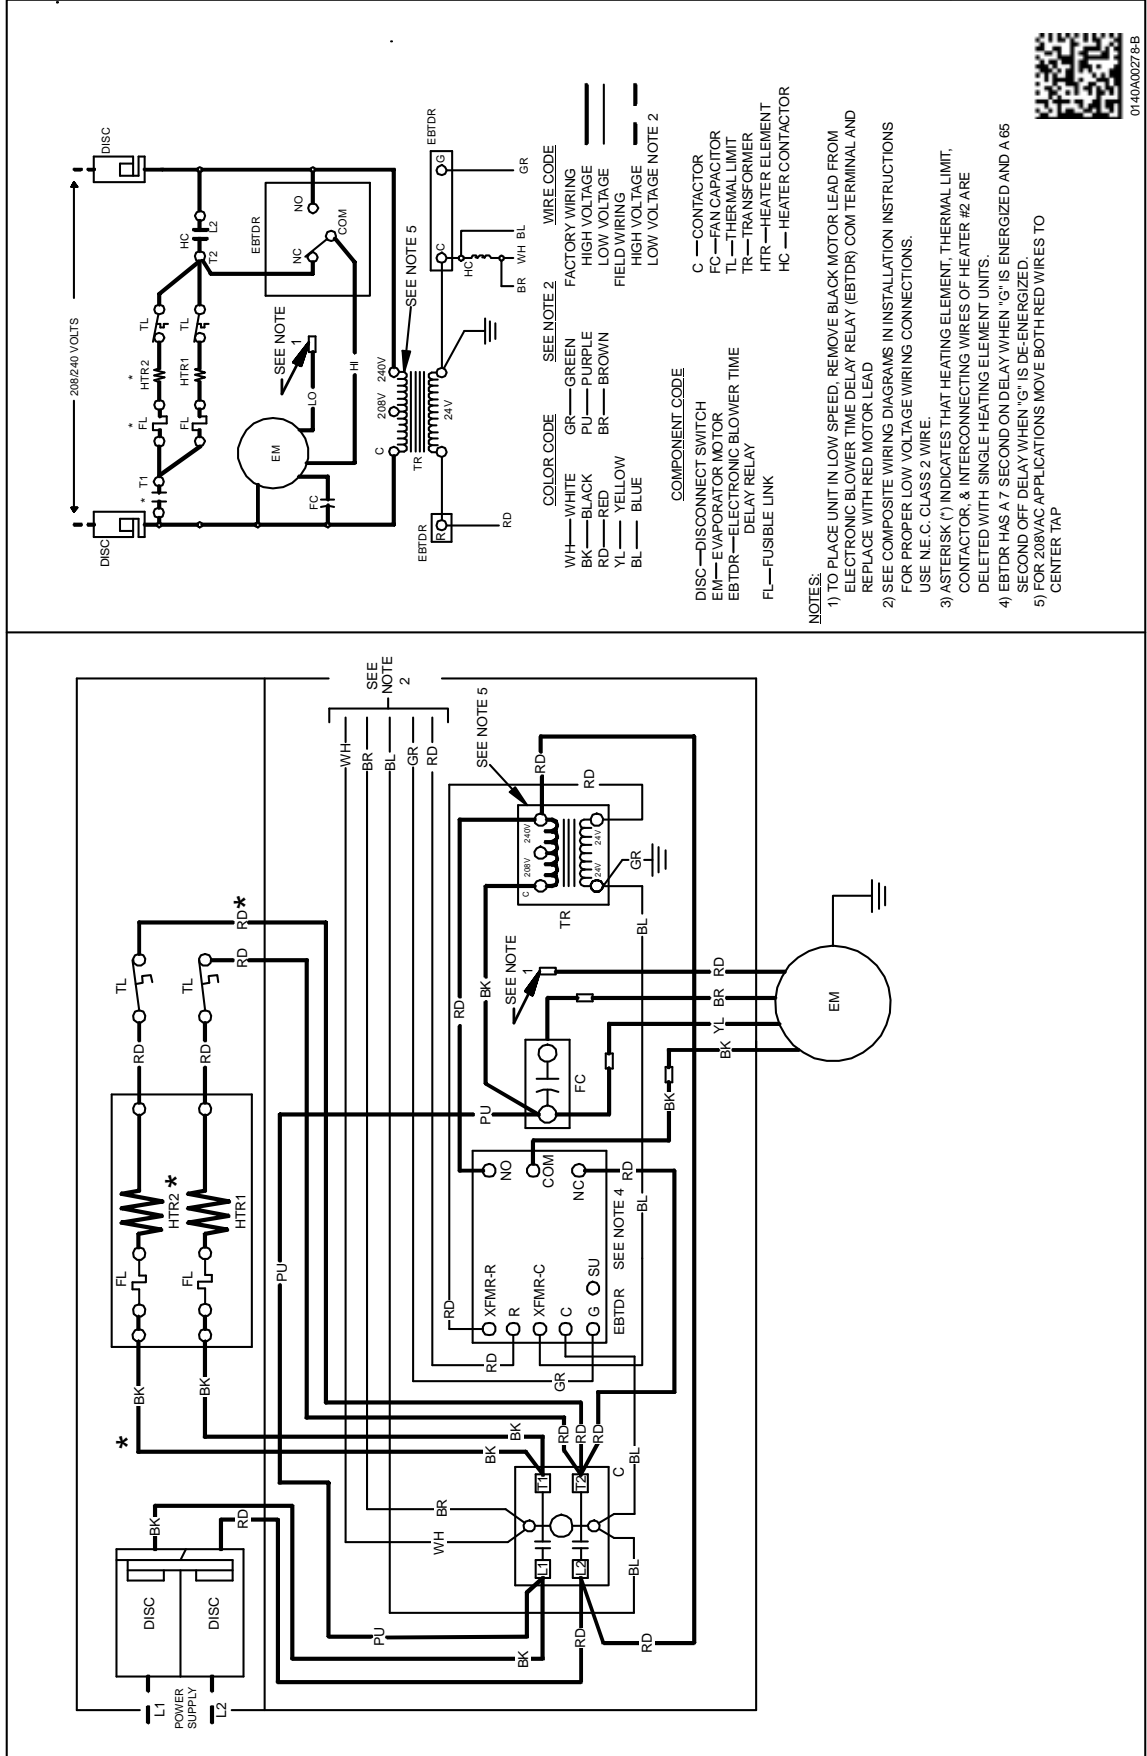 L1
POWER
SUPPLY
L2
DISC
DISC
BK
RD
*
BK
BK
FL
FL
HTR2
*
HTR1
RD
RD
TL
TL
RD*
RD
PU
PU
PU
WH
BR
BK
BK
BK
RD
RD
RD
RD
RD
L1
L2
T1
T2
C
BL
BL
RD
GR
RD
XFMR-R
R
XFMR-C
C
G
SU
NO
COM
NC
EBTDR
SEE NOTE 4
RD
BL
BK
FC
BK
RD
SEE NOTE
1
BK
YL
BR
RD
EM
TR
C
208V
240V
24V
24V
GR
BL
RD
RD
SEE NOTE 5
WH
BR
BL
GR
RD
SEE
NOTE
2
208/240 VOLTS
DISC
DISC
*
T1
*
FL
FL
*
HTR2
HTR1
TL
TL
HC
T2
L2
EBTDR
NC
NO
COM
EM
FC
LO
HI
SEE NOTE
1
SEE NOTE 5
C
208V
240V
TR
24V
EBTDR
R
RD
EBTDR
C
G
HC
BR
WH
BL
GR
COLOR CODE
SEE NOTE 2
WH WHITE
BK BLACK
RD RED
YL YELLOW
BL BLUE
GR GREEN
PU PURPLE
BR BROWN
WIRE CODE
FACTORY WIRING
HIGH VOLTAGE
LOW VOLTAGE
FIELD WIRING
HIGH VOLTAGE
LOW VOLTAGE NOTE 2
COMPONENT CODE
DISC DISCONNECT SWITCH
EM EVAPORATOR MOTOR
EBTDR ELECTRONIC BLOWER TIME
DELAY RELAY
FL FUSIBLE LINK
C CONTACTOR
FC FAN CAPACITOR
TL THERMAL LIMIT
TR TRANSFORMER
HTR HEATER ELEMENT
HC HEATER CONTACTOR
NOTES:
1) TO PLACE UNIT IN LOW SPEED, REMOVE BLACK MOTOR LEAD FROM
ELECTRONIC BLOWER TIME DELAY RELAY (EBTDR) COM TERMINAL AND
REPLACE WITH RED MOTOR LEAD
2) SEE COMPOSITE WIRING DIAGRAMS IN INSTALLATION INSTRUCTIONS
FOR PROPER LOW VOLTAGE WIRING CONNECTIONS.
USE N.E.C. CLASS 2 WIRE.
3) ASTERISK (*) INDICATES THAT HEATING ELEMENT, THERMAL LIMIT,
CONTACTOR, & INTERCONNECTING WIRES OF HEATER #2 ARE
DELETED WITH SINGLE HEATING ELEMENT UNITS.
4) EBTDR HAS A 7 SECOND ON DELAY WHEN "G" IS ENERGIZED AND A 65
SECOND OFF DELAY WHEN "G" IS DE-ENERGIZED.
5) FOR 208VAC APPLICATIONS MOVE BOTH RED WIRES TO
CENTER TAP
0140A00278-B